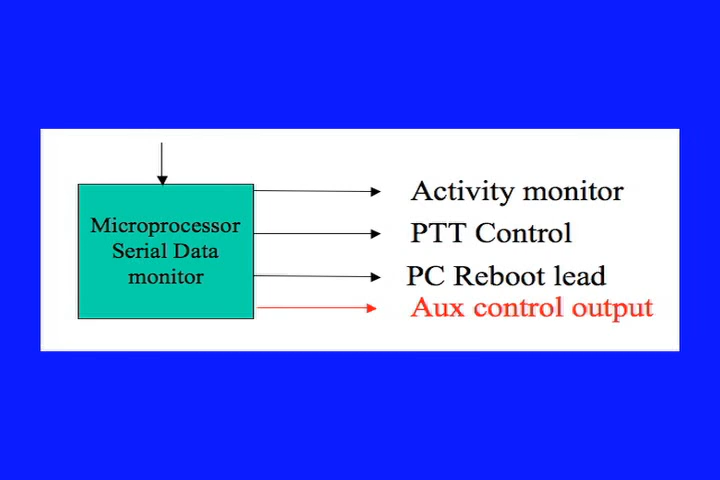 Microprocessor
Serial Data
monitor
Activity monitor
PTT Control
PC Reboot lead
Aux control output